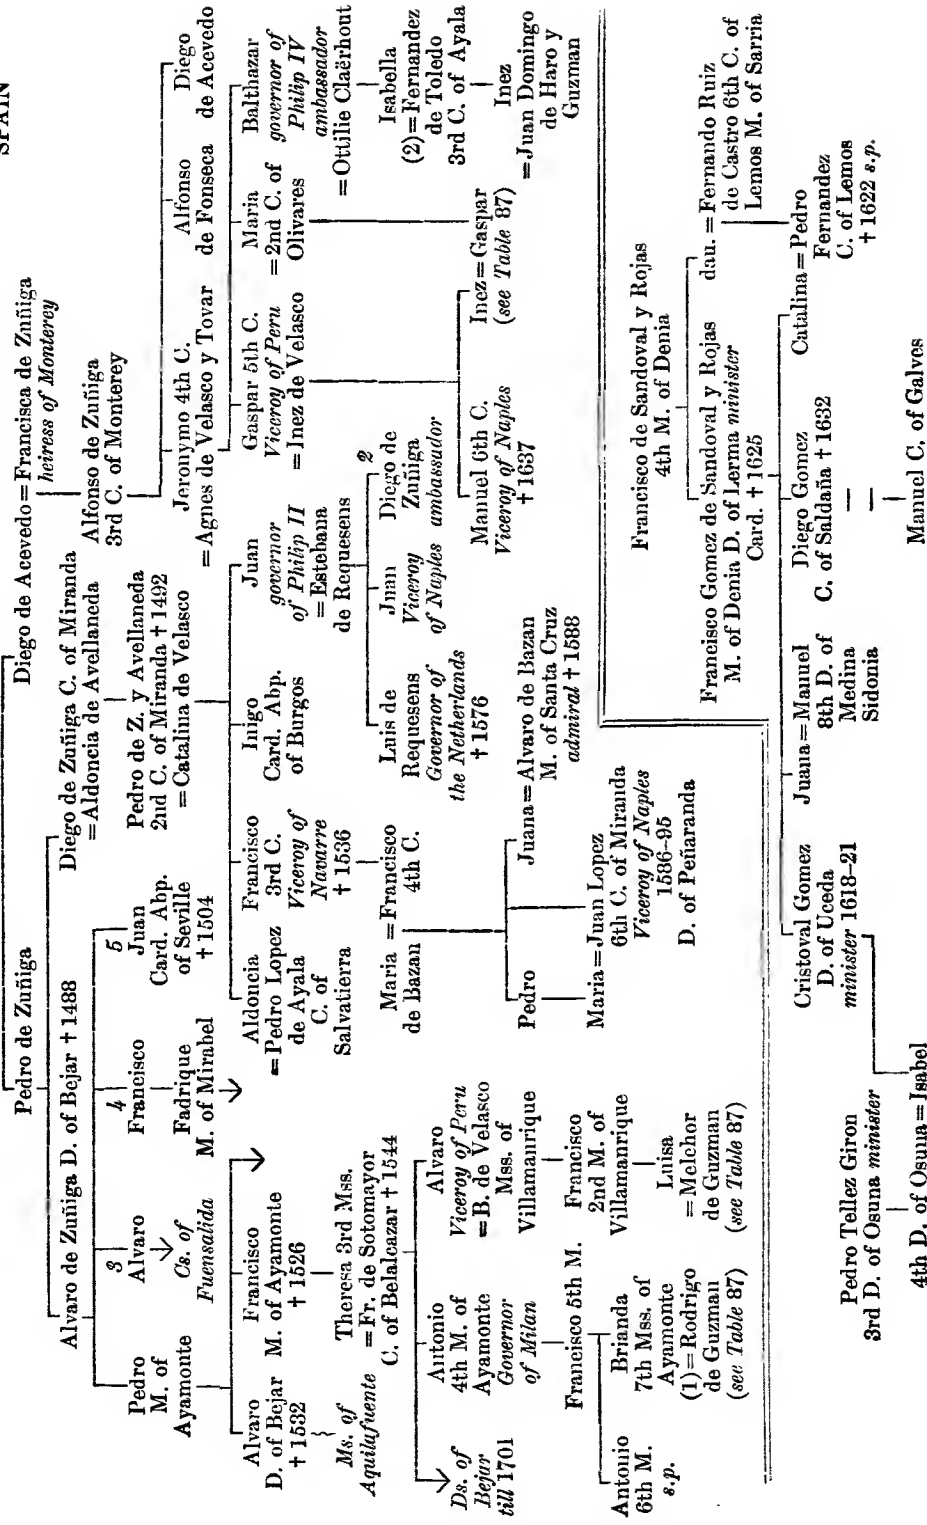 SPAIN
Pedro de Zuñiga
Diego de Acevedo = Francisca de Zuñiga
heiress of Monterey
Alvaro de Zuñiga D. of Bejar † 1488
Diego de Zuñiga C. of Miranda
= Aldoncia de Avellaneda
Alfonso de Zuñiga
3rd C. of Monterey
Pedro
M. of
Ayamonte
3
Alvaro
Cs. of
Fuensalida
4
Francisco
Fadrique
M. of Mirabel
5
Juan
Card. Abp.
of Seville
† 1504
Pedro de Z. y Avellaneda
2nd C. of Miranda † 1492
= Catalina de Velasco
Jeronymo 4th C.
= Agnes de Velasco y Tovar
Alfonso
de Fonseca
Diego
de Acevedo
Alvaro
D. of Bejar
† 1532
Ms. of
Aquilafuente
Francisco
M. of Ayamonte
† 1526
Theresa 3rd Mss.
= Fr. de Sotomayor
C. of Belalcazar † 1544
Aldoncia
= Pedro Lopez
de Ayala
C. of
Salvatierra
Francisco
3rd C.
Viceroy of
Navarre
† 1536
Inigo
Card. Abp.
of Burgos
Juan
governor
of Philip II
= Estebana
de Requesens
Gaspar 5th C.
Viceroy of Peru
= Inez de Velasco
Maria
= 2nd C. of
Olivares
Balthazar
governor of
Philip IV
ambassador
= Ottilie Claërhout
Isabella
(2) = Fernandez
de Toledo
3rd C. of Ayala
Inez
= Juan Domingo
de Haro y
Guzman
Maria = Francisco
de Bazan 4th C.
Luis de
Requesens
Governor of
the Netherlands
† 1576
Juan
Viceroy
of Naples
2
Diego de
Zuñiga
ambassador
Manuel 6th C.
Viceroy of Naples
† 1637
Inez = Gaspar
(see Table 87)
Ds. of
Bejar
till 1701
Antonio
4th M. of
Ayamonte
Governor
of Milan
Alvaro
Viceroy of Peru
= B. de Velasco
Mss. of
Villamanrique
Pedro
Juana = Alvaro de Bazan
M. of Santa Cruz
admiral † 1588
Maria = Juan Lopez
6th C. of Miranda
Viceroy of Naples
1586–95
D. of Peñaranda
Francisco 5th M.
Francisco
2nd M. of
Villamanrique
Antonio
6th M.
s.p.
Brianda
7th Mss. of
Ayamonte
(1) = Rodrigo
de Guzman
(see Table 87)
Luisa
= Melchor
de Guzman
(see Table 87)
Francisco de Sandoval y Rojas
4th M. of Denia
Francisco Gomez de Sandoval y Rojas
M. of Denia D. of Lerma minister
Card. † 1625
dau. = Fernando Ruiz
de Castro 6th C. of
Lemos M. of Sarria
Cristoval Gomez
D. of Uceda
minister 1618–21
Juana = Manuel
8th D. of
Medina
Sidonia
Diego Gomez
C. of Saldaña † 1632
—
—
Manuel C. of Galves
Catalina = Pedro
Fernandez
C. of Lemos
† 1622 s.p.
Pedro Tellez Giron
3rd D. of Osuna minister
4th D. of Osuna = Isabel